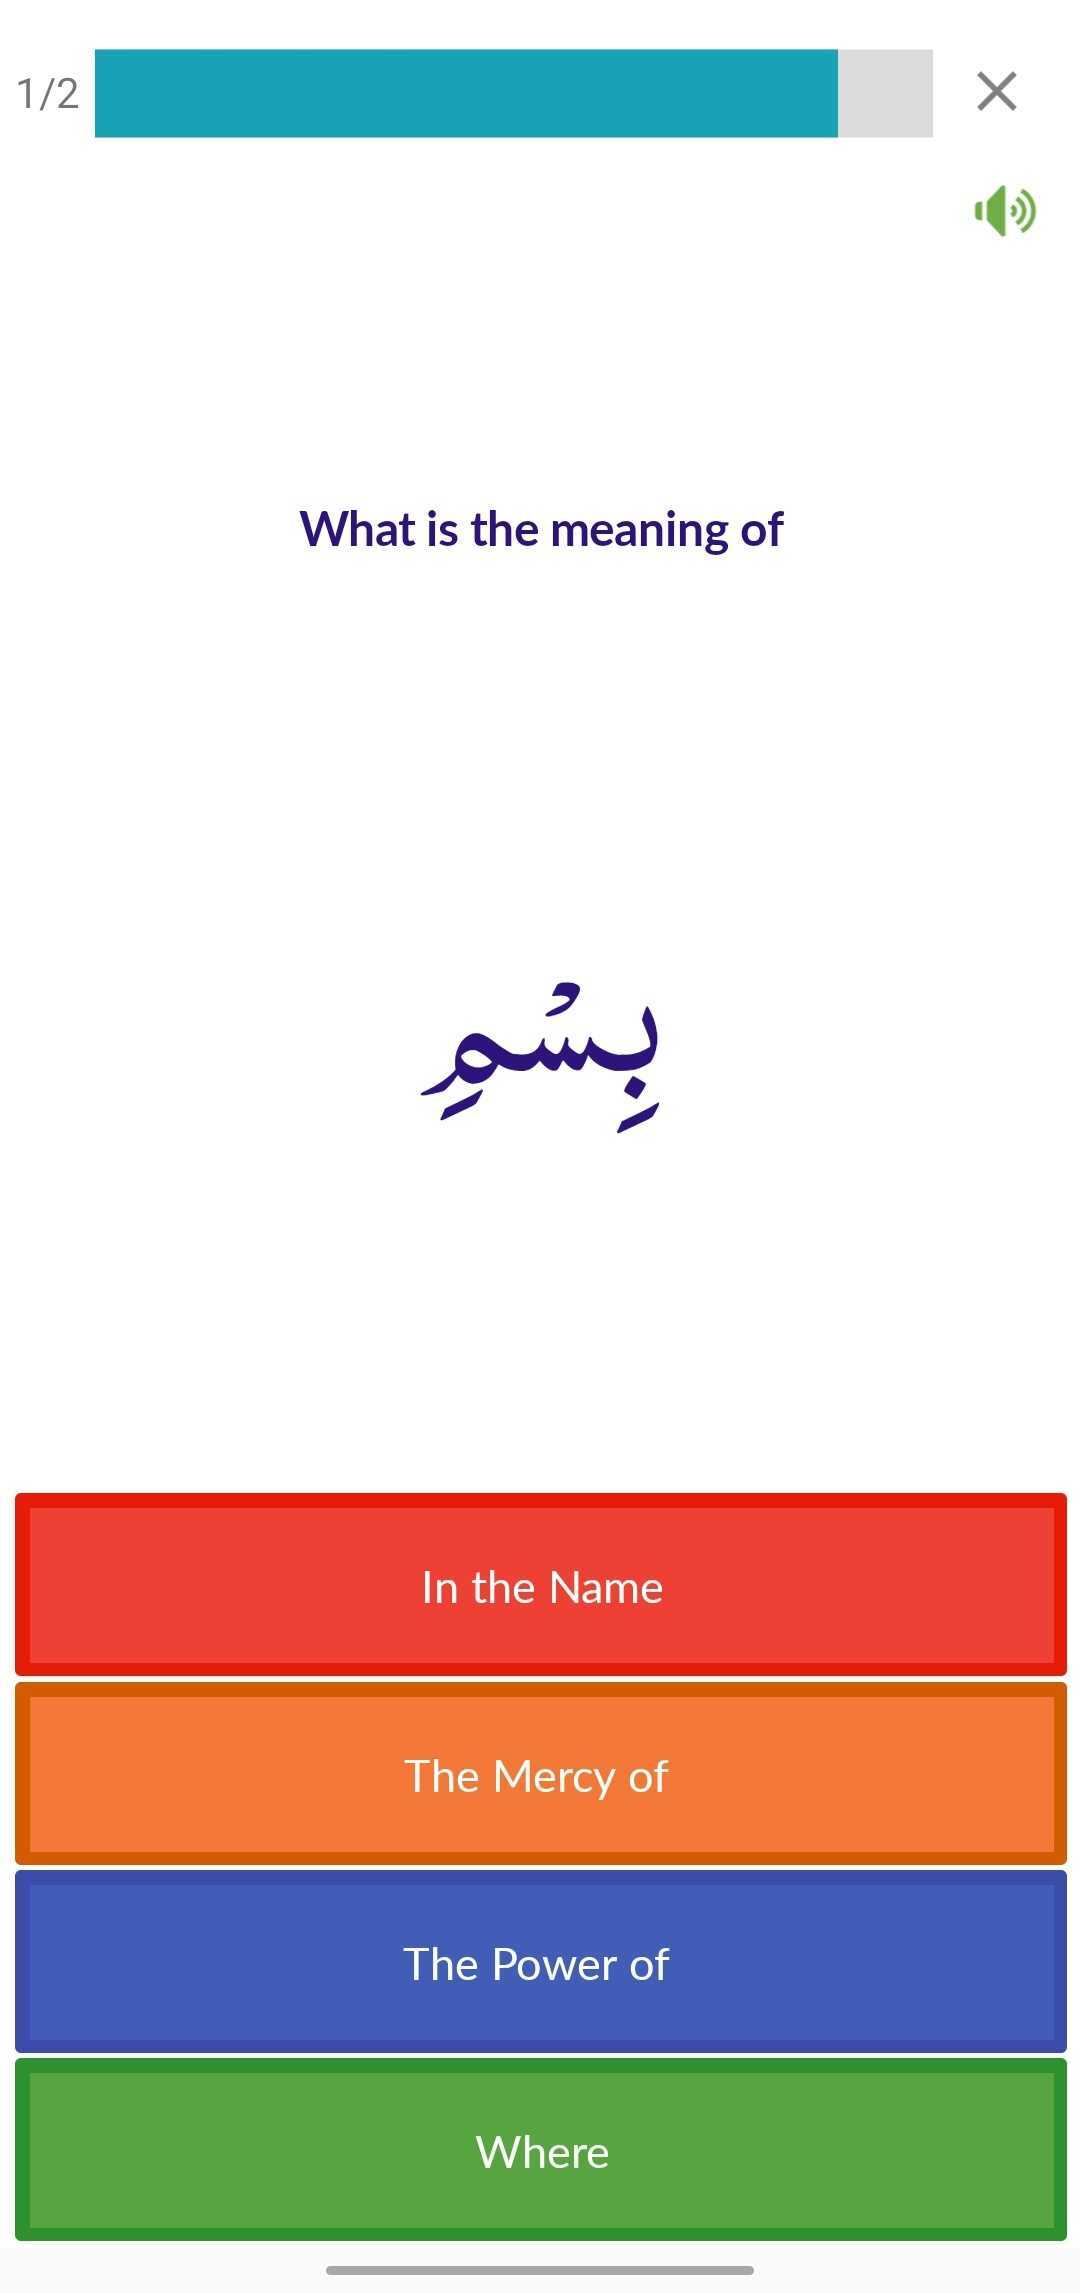 1/2
What is the meaning of
بِسْمِ
In the Name
The Mercy of
The Power of
Where